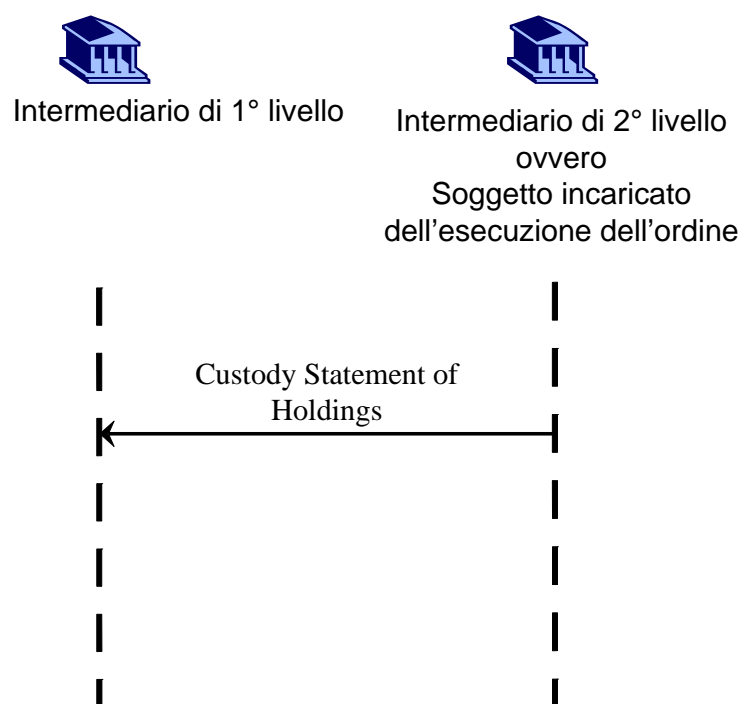 Intermediario di 1° livello
Intermediario di 2° livello
ovvero
Soggetto incaricato
dell’esecuzione dell’ordine
Custody Statement of
Holdings